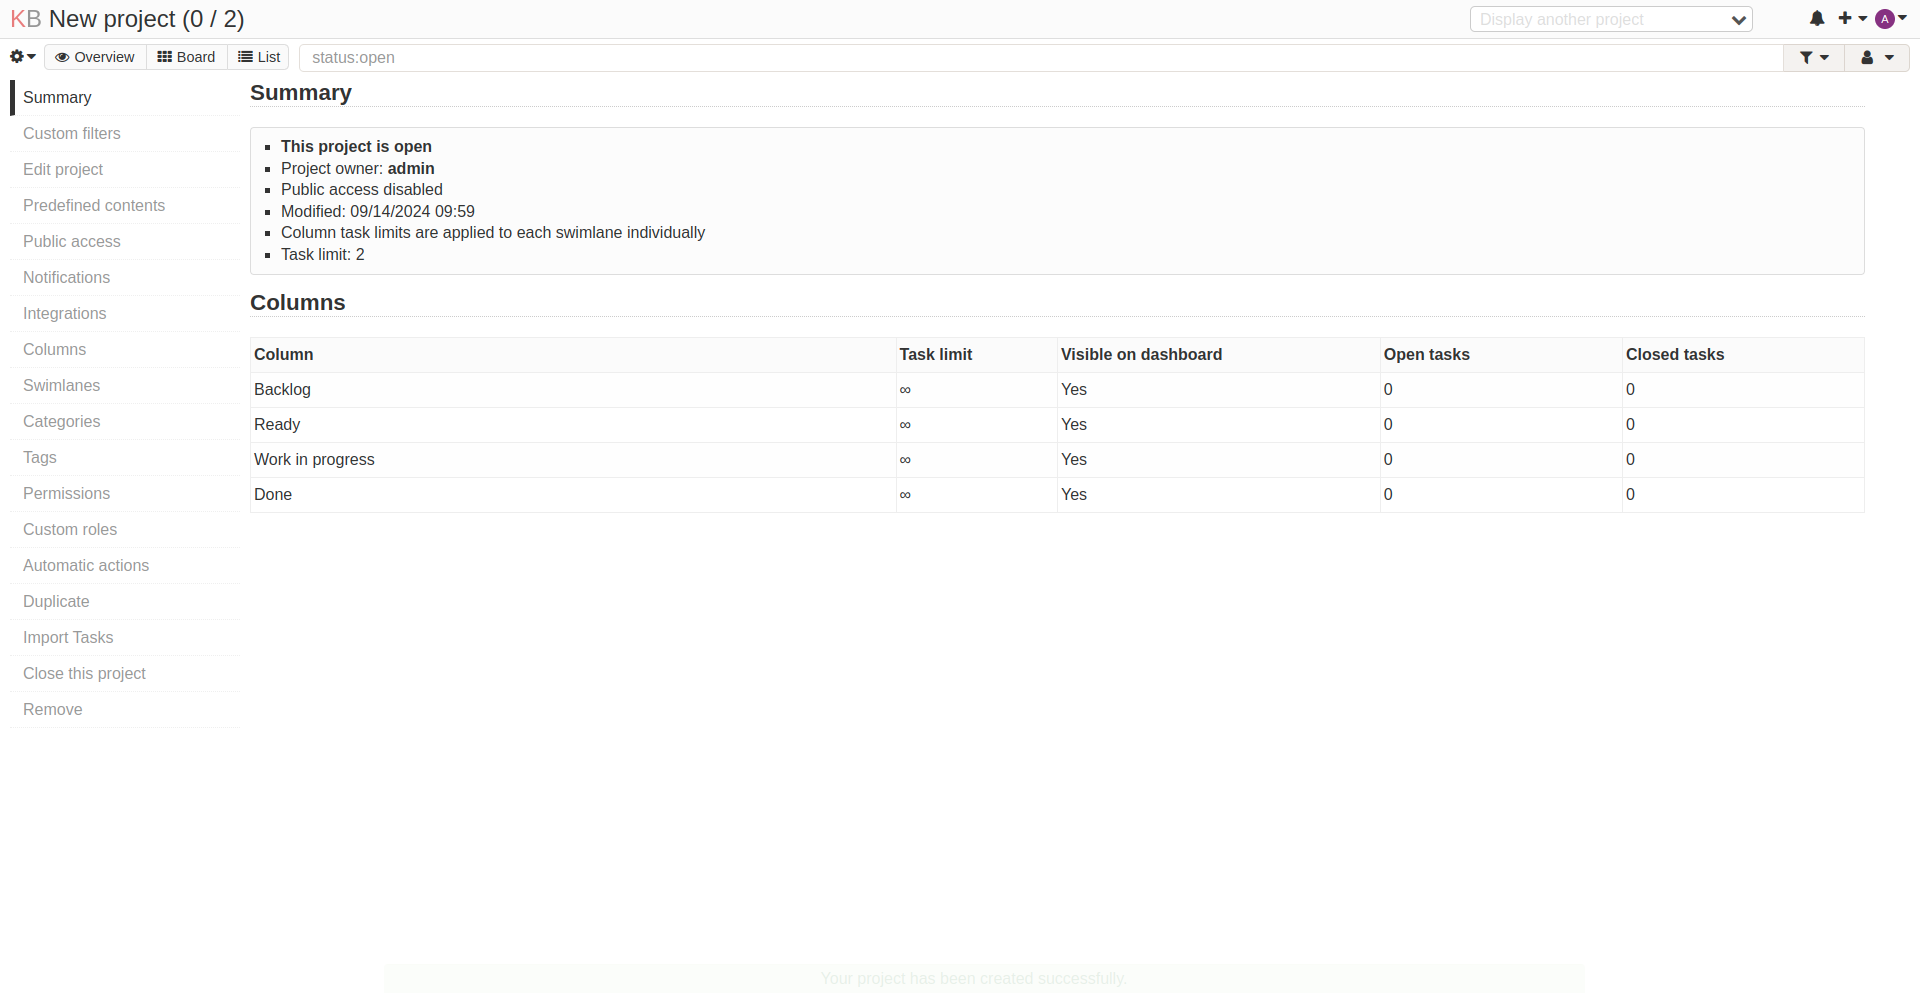 KB New project (0 / 2)
Display another project
A
Overview
Board
List
status:open
Summary
Custom filters
Edit project
Predefined contents
Public access
Notifications
Integrations
Columns
Swimlanes
Categories
Tags
Permissions
Custom roles
Automatic actions
Duplicate
Import Tasks
Close this project
Remove
Summary
This project is open
Project owner: admin
Public access disabled
Modified: 09/14/2024 09:59
Column task limits are applied to each swimlane individually
Task limit: 2
Columns
Column Task limit Visible on dashboard Open tasks Closed tasks
Backlog ∞ Yes 0 0
Ready ∞ Yes 0 0
Work in progress ∞ Yes 0 0
Done ∞ Yes 0 0
Your project has been created successfully.